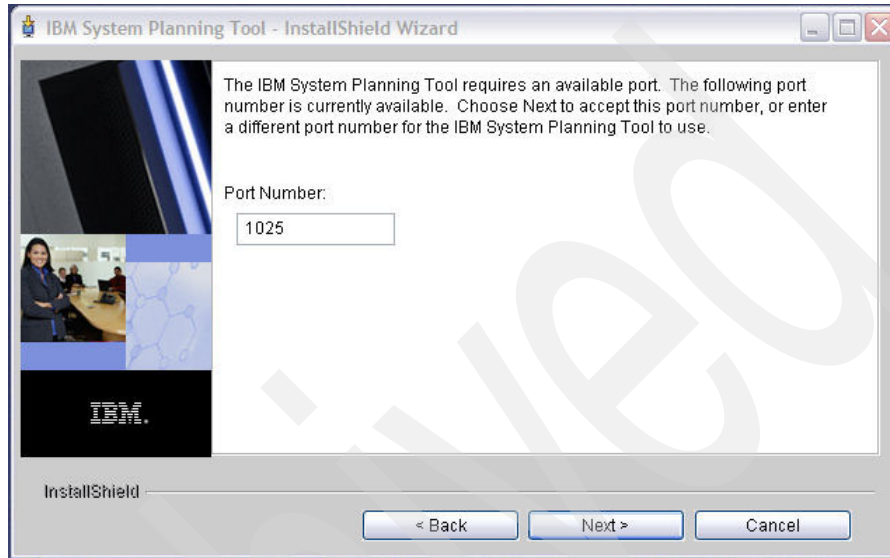 IBM System Planning Tool - InstallShield Wizard
The IBM System Planning Tool requires an available port. The following port
number is currently available. Choose Next to accept this port number, or enter
a different port number for the IBM System Planning Tool to use.
Port Number:
1025
IBM.
InstallShield
< Back
Next >
Cancel